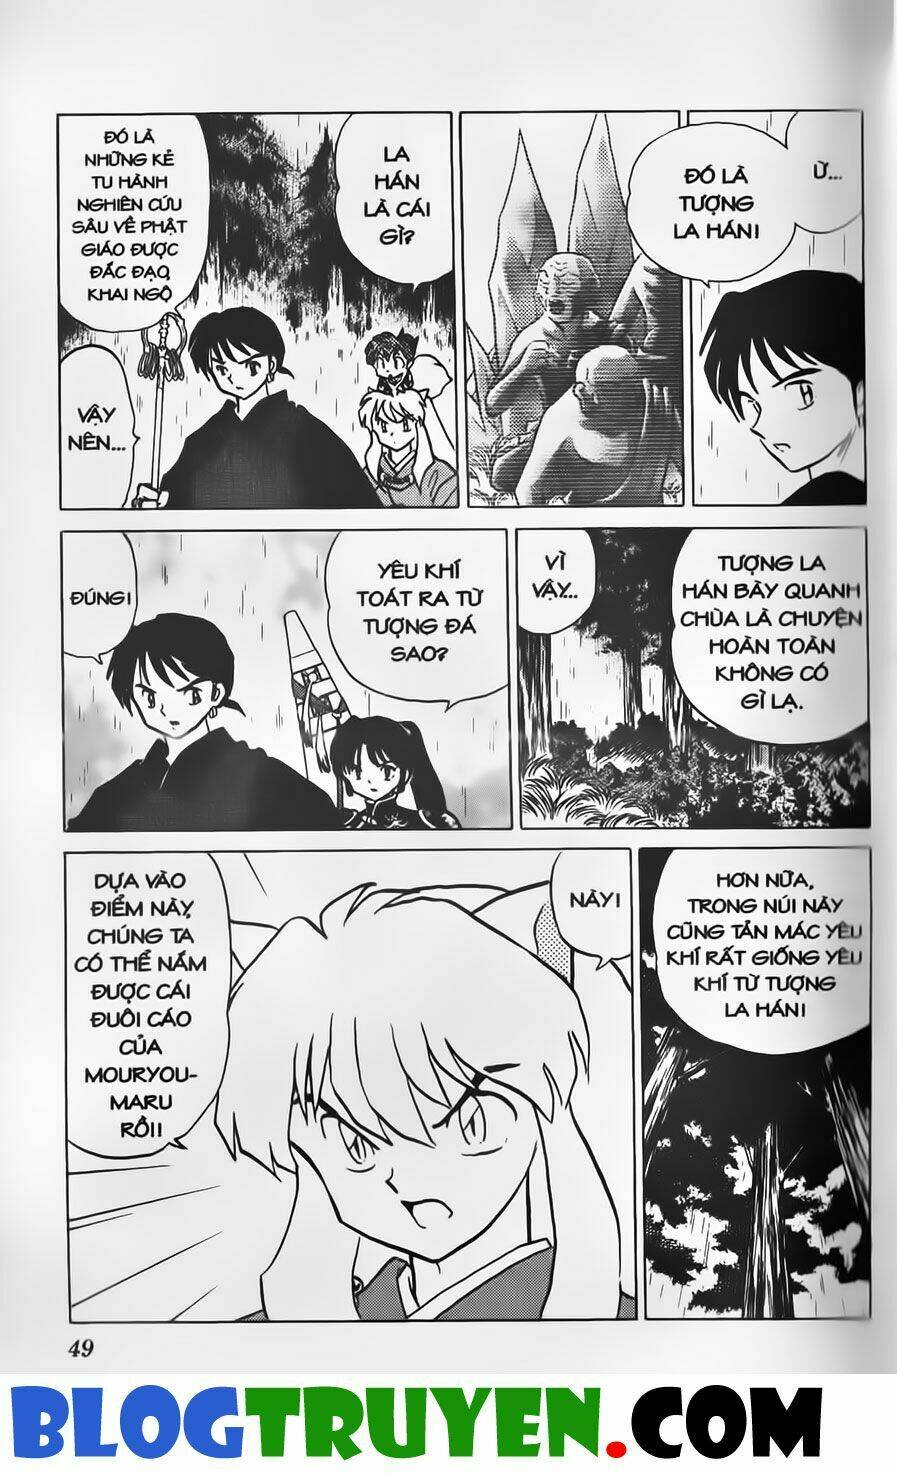 Ừ...
ĐÓ LÀ
TƯỢNG
LA HÁN!
LA
HÁN
LÀ CÁI
GÌ?
ĐÓ LÀ
NHỮNG KẺ
TU HÀNH
NGHIÊN CỨU
SÂU VỀ PHẬT
GIÁO ĐƯỢC
ĐẮC ĐẠO,
KHAI NGỘ
VẬY
NÊN...
TƯỢNG LA
HÁN BÀY QUANH
CHÙA LÀ CHUYỆN
HOÀN TOÀN
KHÔNG CÓ
GÌ LẠ.
VÌ
VẬY...
YÊU KHÍ
TOÁT RA TỪ
TƯỢNG ĐÁ
SAO?
ĐÚNG!
HƠN NỮA,
TRONG NÚI NÀY
CŨNG TẢN MÁC YÊU
KHÍ RẤT GIỐNG YÊU
KHÍ TỪ TƯỢNG
LA HÁN!
NÀY!
DỰA VÀO
ĐIỂM NÀY,
CHÚNG TA
CÓ THỂ NẮM
ĐƯỢC CÁI
ĐUÔI CÁO
CỦA
MOURYOU-
MARU
RỒI!
49
BLOGTRUYEN.COM